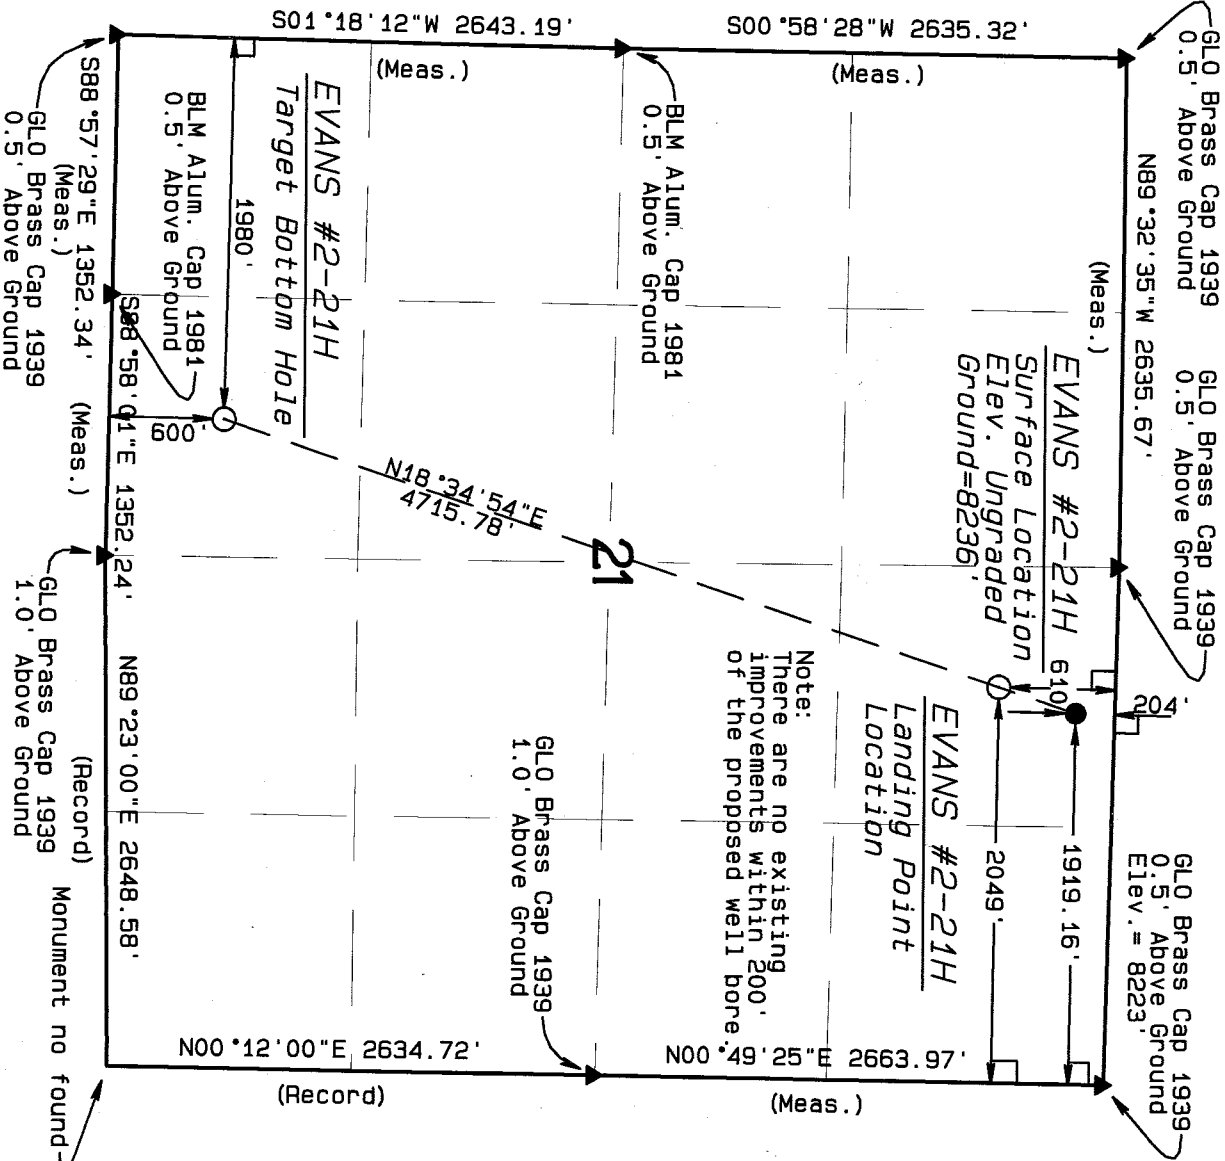 S01°18'12"W 2643.19'
(Meas.)
S00°58'28"W 2635.32'
(Meas.)
GLO Brass Cap 1939
0.5' Above Ground
N89°32'35"W 2635.67'
(Meas.)
GLO Brass Cap 1939
0.5' Above Ground
GLO Brass Cap 1939
0.5' Above Ground
Elev.= 8223'
204'
610'
1919.16'
2049'
EVANS #2-21H
Surface Location
Elev. Ungraded
Ground=8236'
EVANS #2-21H
Landing Point
Location
Note:
There are no existing
improvements within 200'
of the proposed well bore.
BLM Alum. Cap 1981
0.5' Above Ground
EVANS #2-21H
Target Bottom Hole
1980'
600'
BLM Alum. Cap 1981
0.5' Above Ground
N18°34'54"E
4715.78'
21
GLO Brass Cap 1939
1.0' Above Ground
S88°57'29"E 1352.34'
(Meas.)
GLO Brass Cap 1939
0.5' Above Ground
S88°58'01"E 1352.24'
(Meas.)
GLO Brass Cap 1939
1.0' Above Ground
N89°23'00"E 2648.58'
(Record)
Monument no found
N00°12'00"E 2634.72'
(Record)
N00°49'25"E 2663.97'
(Meas.)